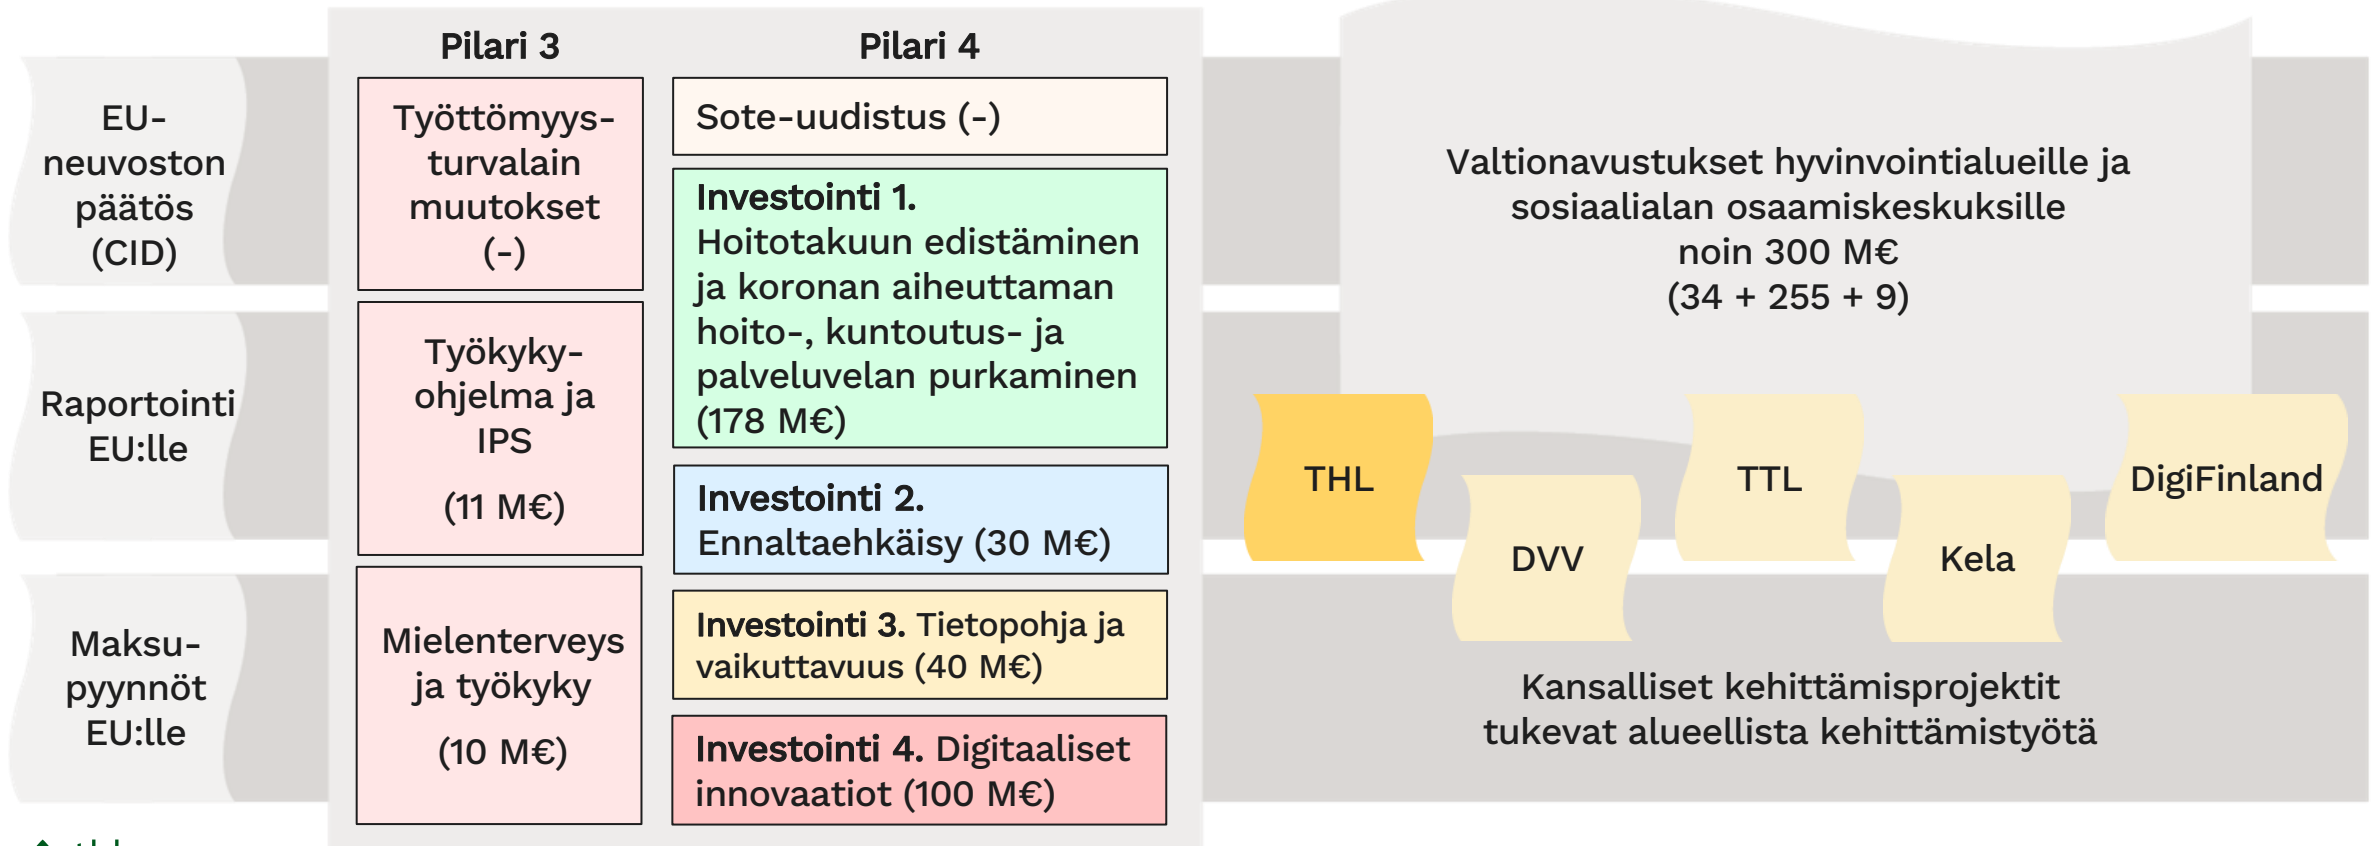 EU-
neuvoston
päätös
(CID)
Raportointi
EU:lle
Maksu-
pyynnöt
EU:lle
Pilari 3
Työttömyys-
turvalain
muutokset
(-)
Työkyky-
ohjelma ja
IPS
(11 M€)
Mielenterveys
ja työkyky
(10 M€)
Pilari 4
Sote-uudistus (-)
Investointi 1.
Hoitotakuun edistäminen
ja koronan aiheuttaman
hoito-, kuntoutus- ja
palveluvelan purkaminen
(178 M€)
Investointi 2.
Ennaltaehkäisy (30 M€)
Investointi 3. Tietopohja ja
vaikuttavuus (40 M€)
Investointi 4. Digitaaliset
innovaatiot (100 M€)
Valtionavustukset hyvinvointialueille ja
sosiaalialan osaamiskeskuksille
noin 300 M€
(34 + 255 + 9)
THL
DVV
TTL
Kela
DigiFinland
Kansalliset kehittämisprojektit
tukevat alueellista kehittämistyötä